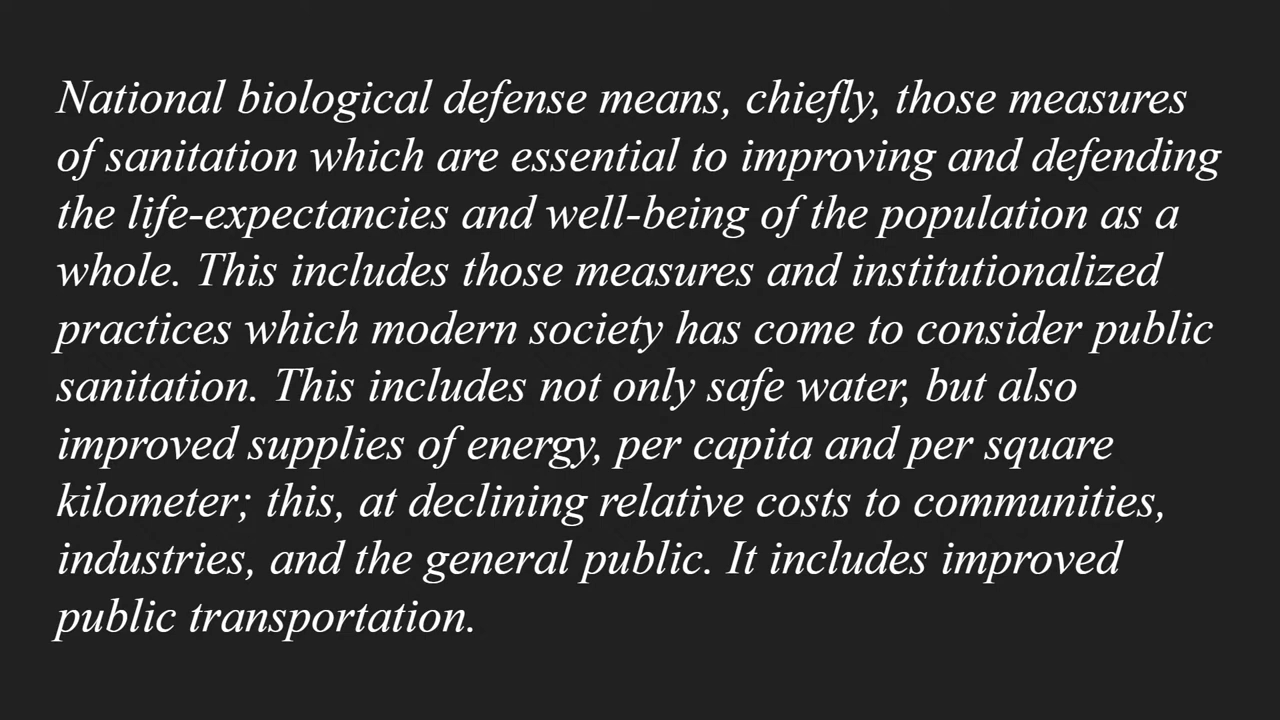 National biological defense means, chiefly, those measures
of sanitation which are essential to improving and defending
the life-expectancies and well-being of the population as a
whole. This includes those measures and institutionalized
practices which modern society has come to consider public
sanitation. This includes not only safe water, but also
improved supplies of energy, per capita and per square
kilometer; this, at declining relative costs to communities,
industries, and the general public. It includes improved
public transportation.